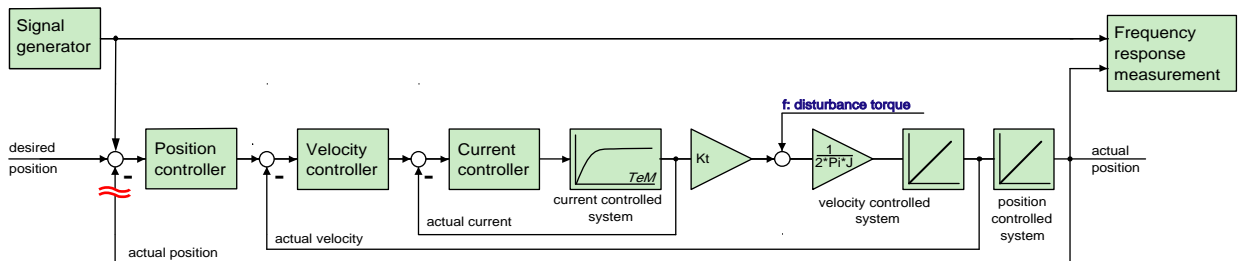 Signal
generator
Frequency
response
measurement
f: disturbance torque
desired
position
Position
controller
Velocity
controller
Current
controller
TeM
Kt
1
2*Pi*J
actual
position
-
-
-
current controlled
system
velocity controlled
system
position
controlled
system
actual current
actual velocity
actual position